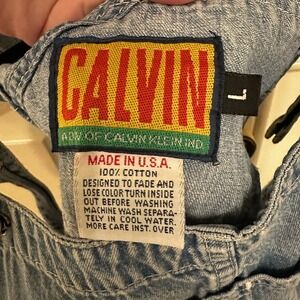 CALVIN
L
A DIV. OF CALVIN KLEIN IND.
MADE IN U.S.A.
100% COTTON
DESIGNED TO FADE AND
LOSE COLOR TURN INSIDE
OUT BEFORE WASHING
MACHINE WASH SEPARA-
TELY IN COOL WATER.
MORE CARE INST. OVER